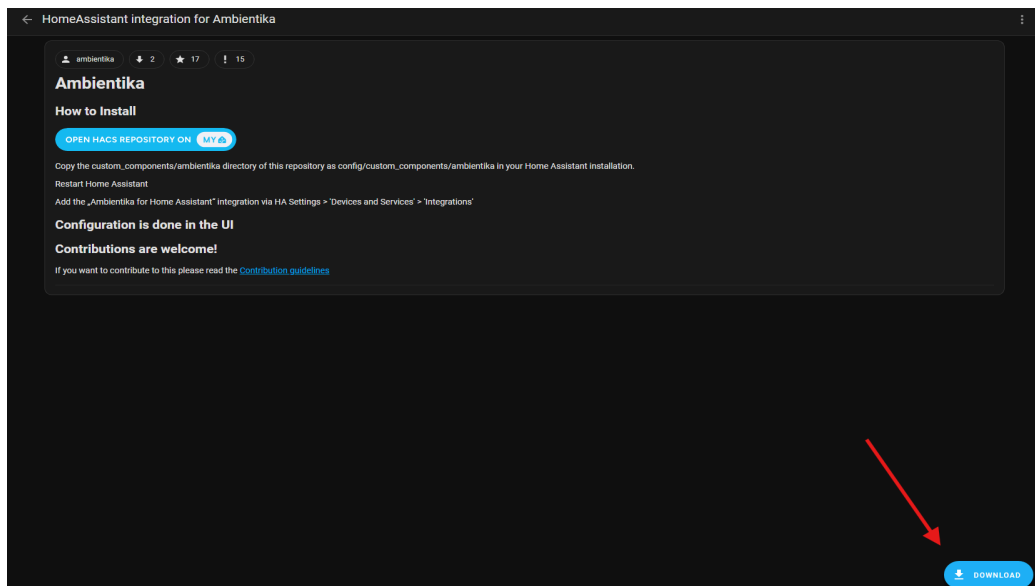 HomeAssistant integration for Ambientika
ambientika 2 17 15
Ambientika
How to Install
OPEN HACS REPOSITORY ON MY
Copy the custom_components/ambientika directory of this repository as config/custom_components/ambientika in your Home Assistant installation.
Restart Home Assistant
Add the „Ambientika for Home Assistant" integration via HA Settings > 'Devices and Services' > 'Integrations'
Configuration is done in the UI
Contributions are welcome!
If you want to contribute to this please read the Contribution guidelines
DOWNLOAD